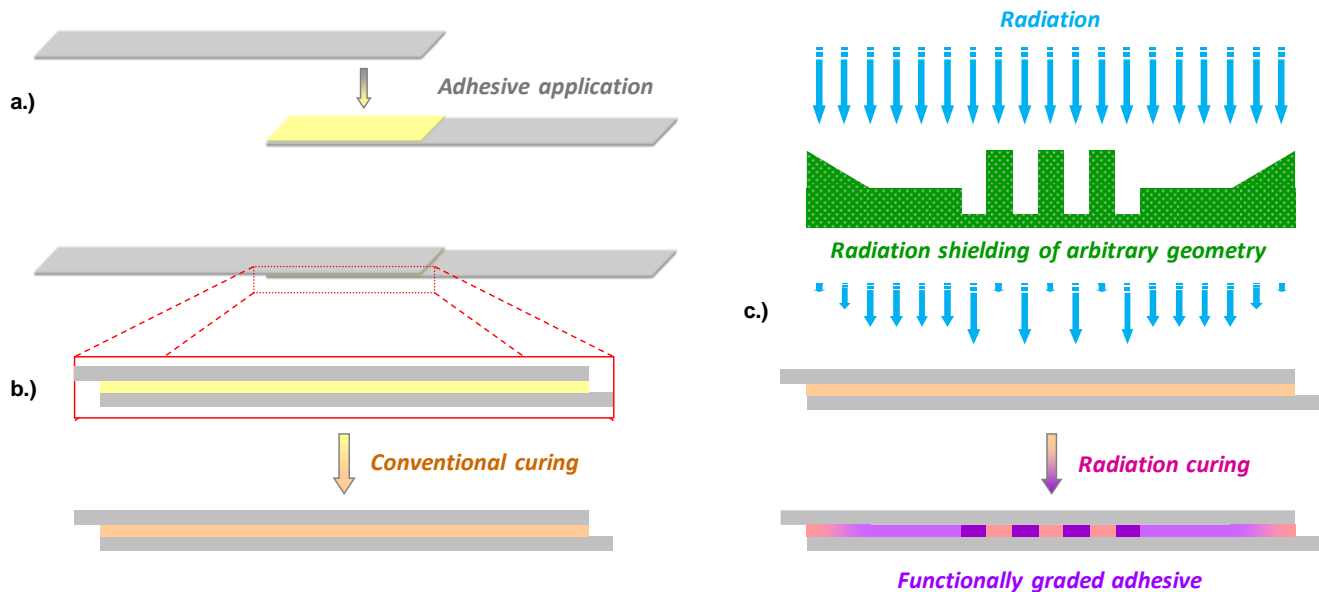 a.)
Adhesive application
b.)
Conventional curing
Radiation
Radiation shielding of arbitrary geometry
c.)
Radiation curing
Functionally graded adhesive